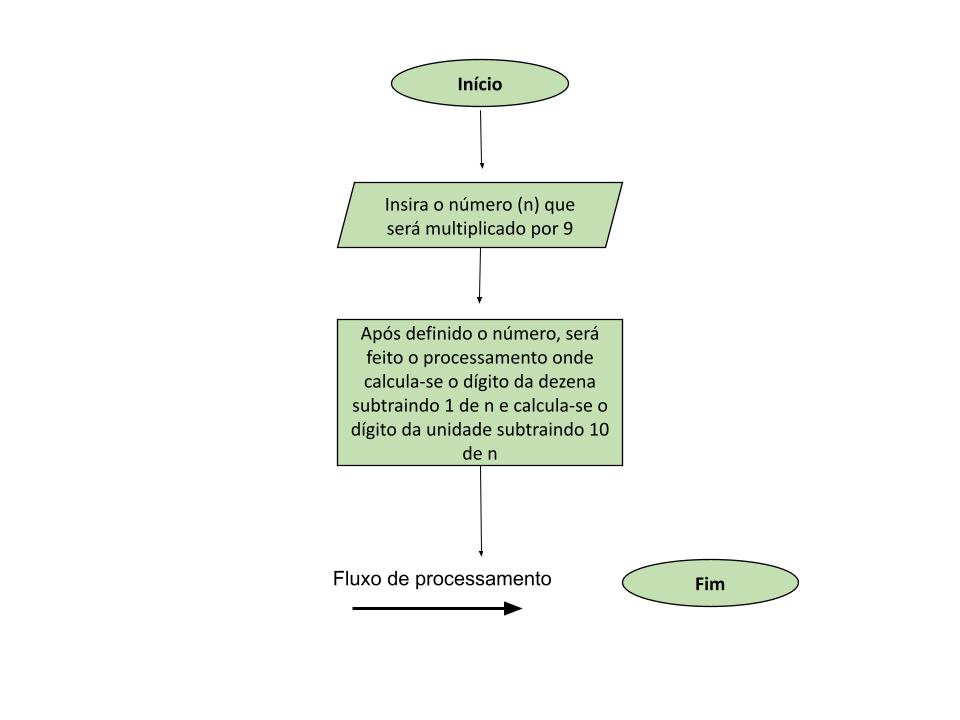 Início
Insira o número (n) que
será multiplicado por 9
Após definido o número, será
feito o processamento onde
calcula-se o dígito da dezena
subtraindo 1 de n e calcula-se o
dígito da unidade subtraindo 10
de n
Fluxo de processamento
Fim